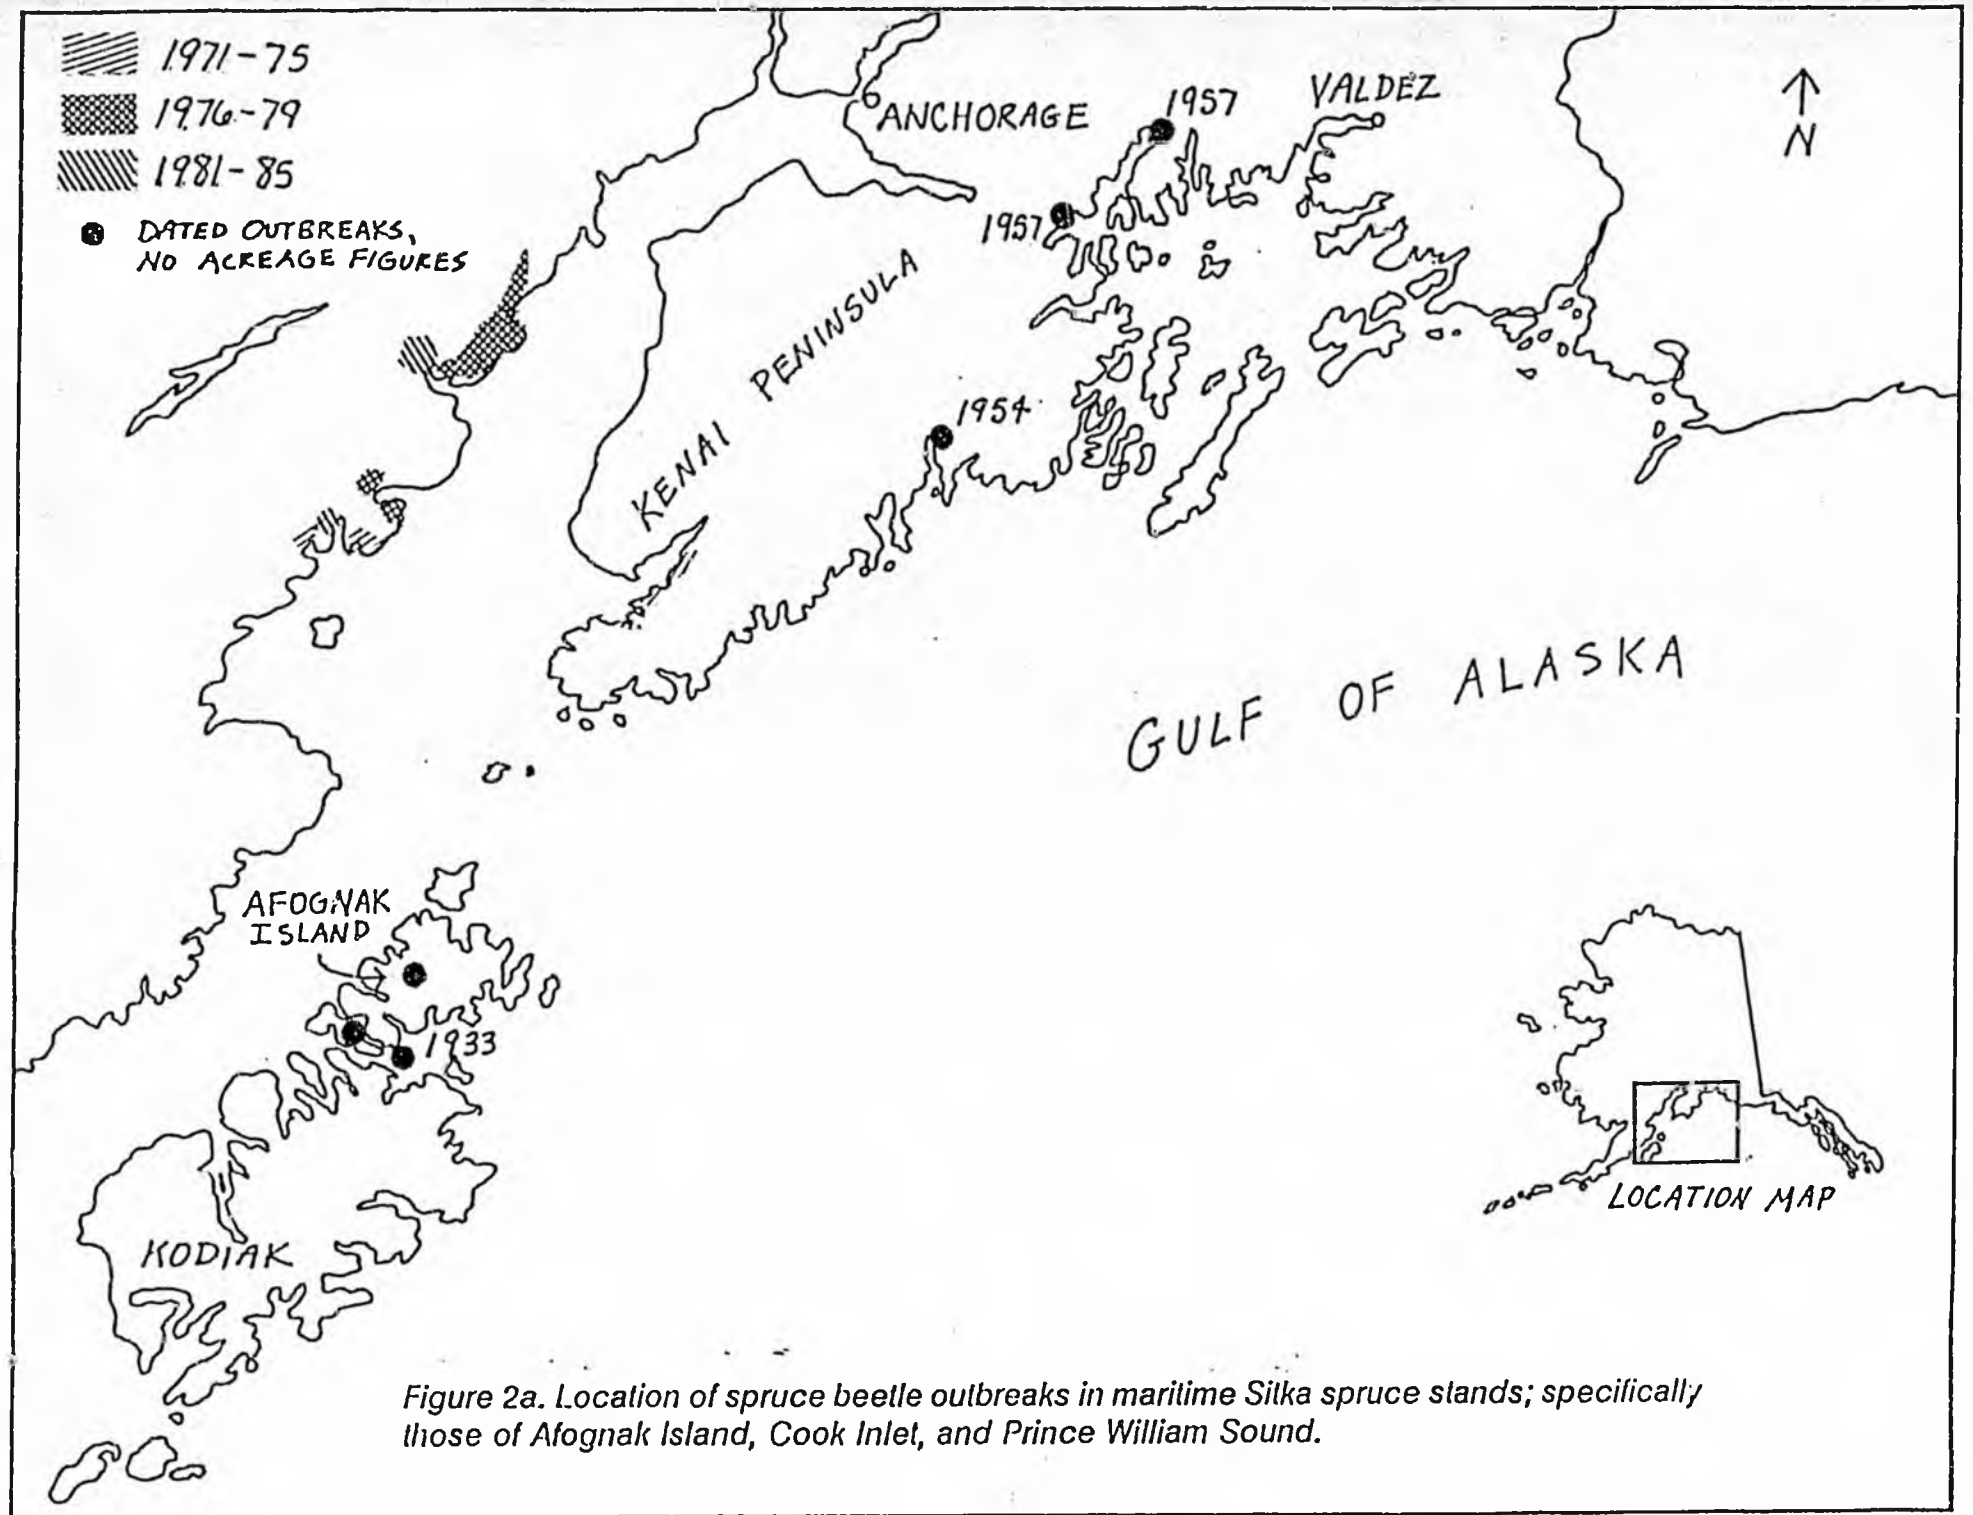 1971-75
1976-79
1981-85
DATED OUTBREAKS,
NO ACREAGE FIGURES
ANCHORAGE
1957
VALDEZ
N
1957
KENAI PENINSULA
1954
GULF OF ALASKA
AFOGNAK
ISLAND
1933
KODIAK
LOCATION MAP
Figure 2a. Location of spruce beetle outbreaks in maritime Sitka spruce stands; specifically
those of Afognak Island, Cook Inlet, and Prince William Sound.